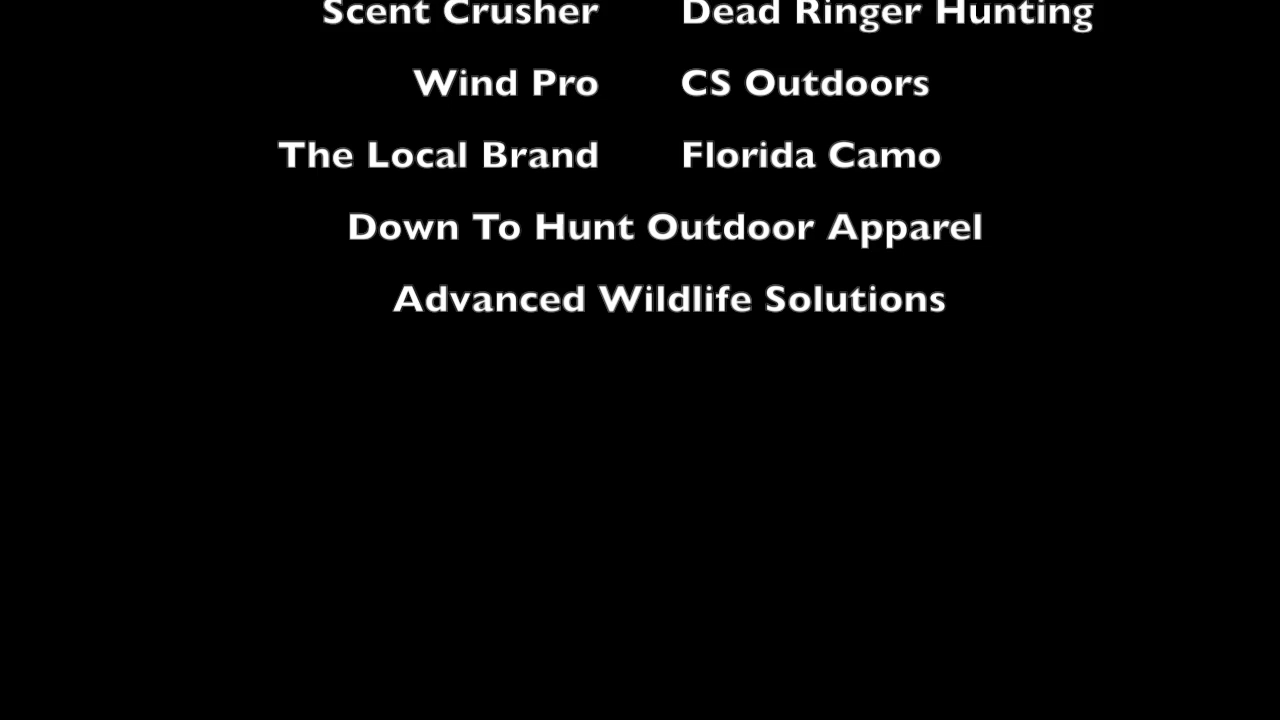 Scent Crusher Dead Ringer Hunting
Wind Pro CS Outdoors
The Local Brand Florida Camo
Down To Hunt Outdoor Apparel
Advanced Wildlife Solutions